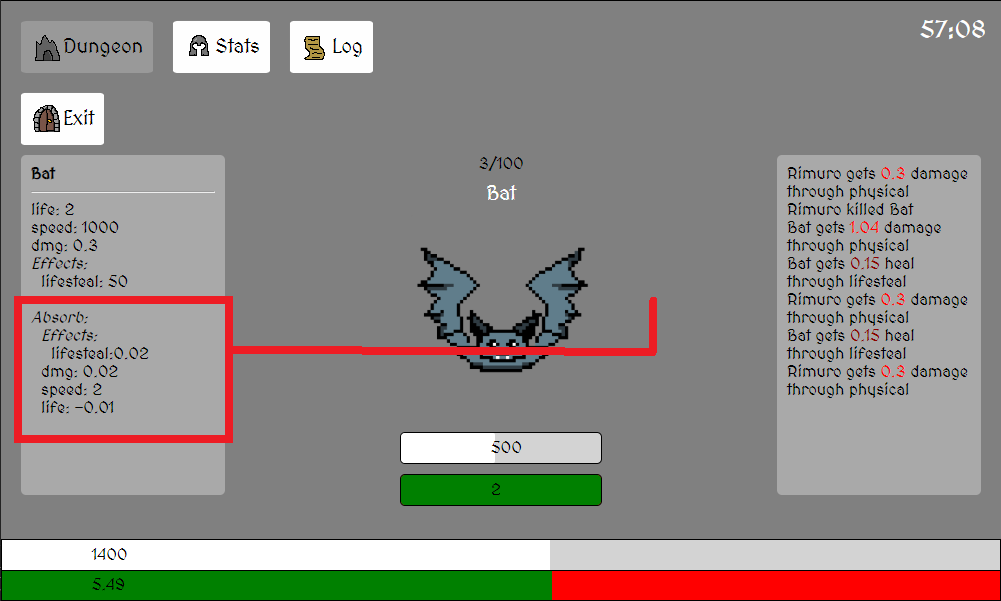 Dungeon
Stats
Log
57:08
Exit
Bat
life: 2
speed: 1000
dmg: 0.3
Effects:
lifesteal: 50
Absorb:
Effects:
lifesteal:0.02
dmg: 0.02
speed: 2
life: -0.01
3/100
Bat
500
2
Rimuro gets 0.3 damage
through physical
Rimuro killed Bat
Bat gets 1.04 damage
through physical
Bat gets 0.15 heal
through lifesteal
Rimuro gets 0.3 damage
through physical
Bat gets 0.15 heal
through lifesteal
Rimuro gets 0.3 damage
through physical
1400
5.49